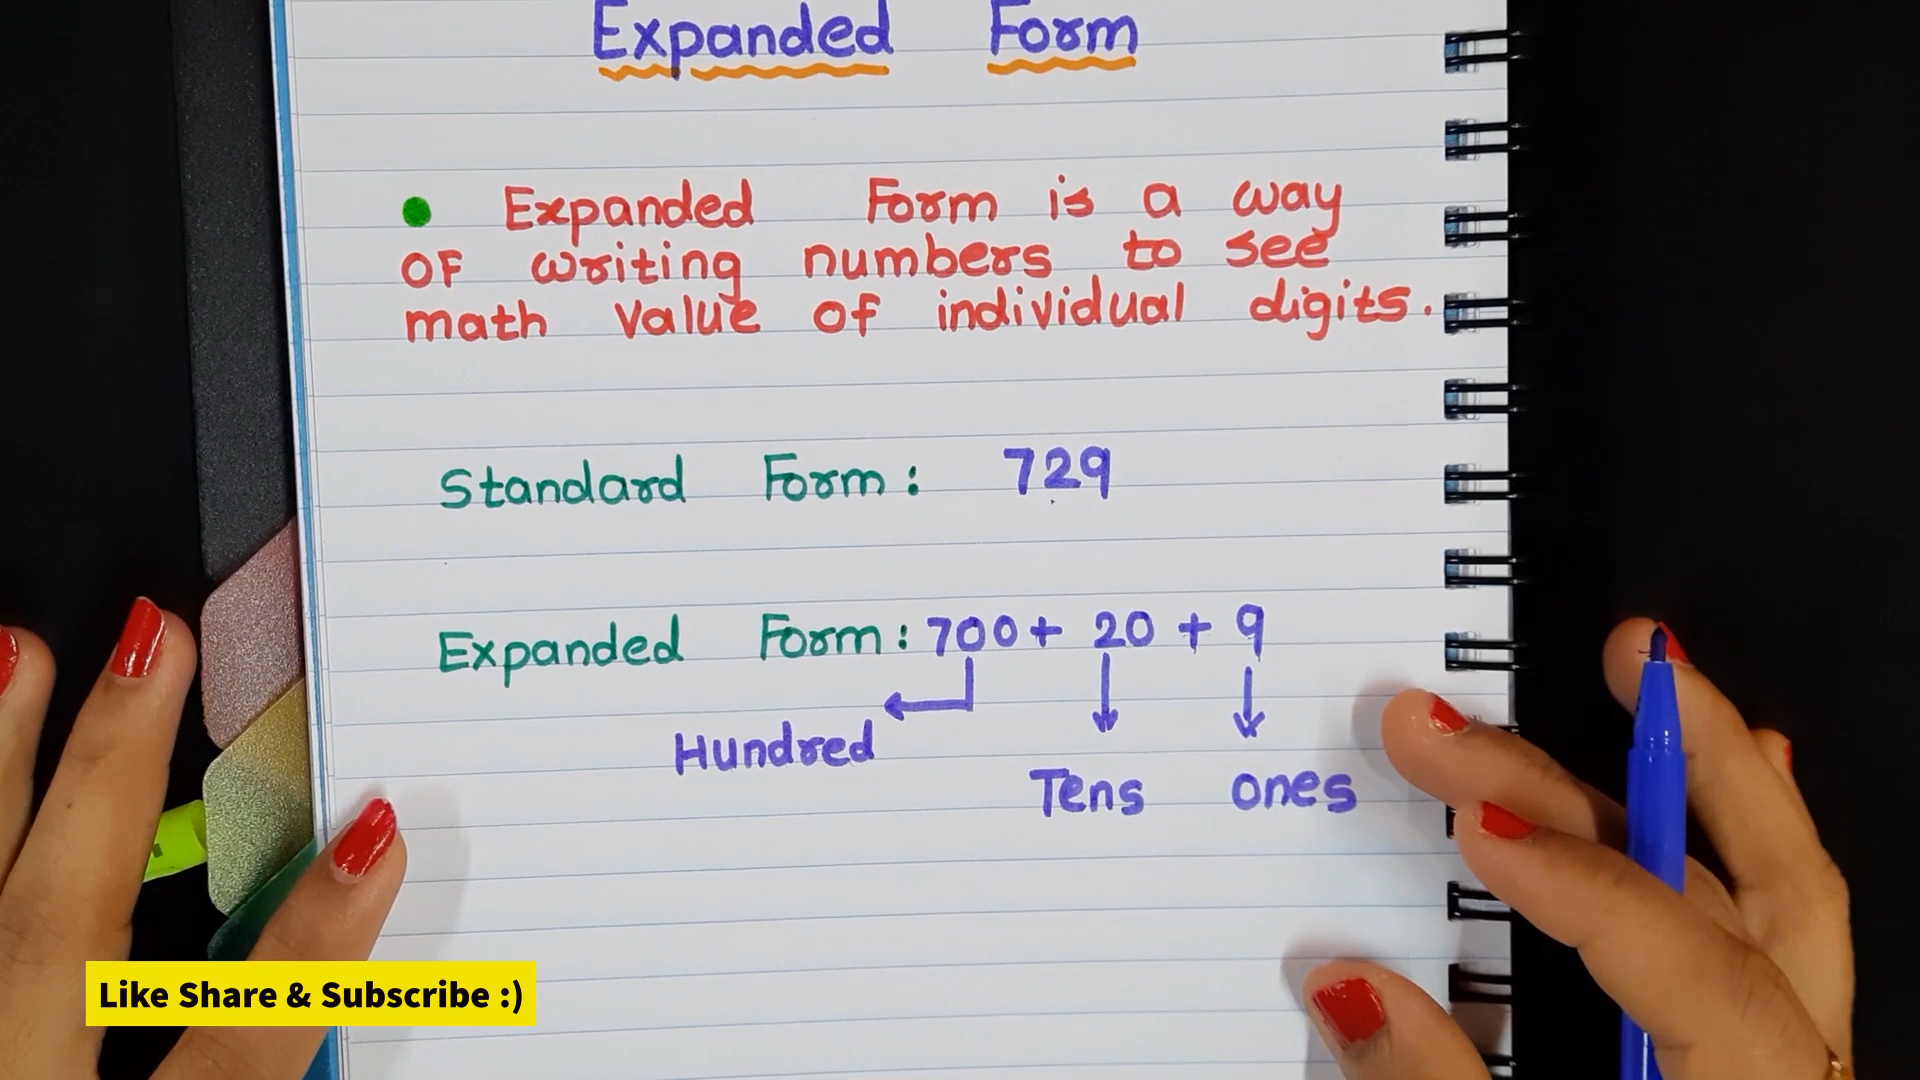 Expanded Form
Expanded Form is a way
of writing numbers to see
math value of individual digits.
Standard Form: 729
Expanded Form: 700 + 20 + 9
Hundred
Tens ones
Like Share & Subscribe :)